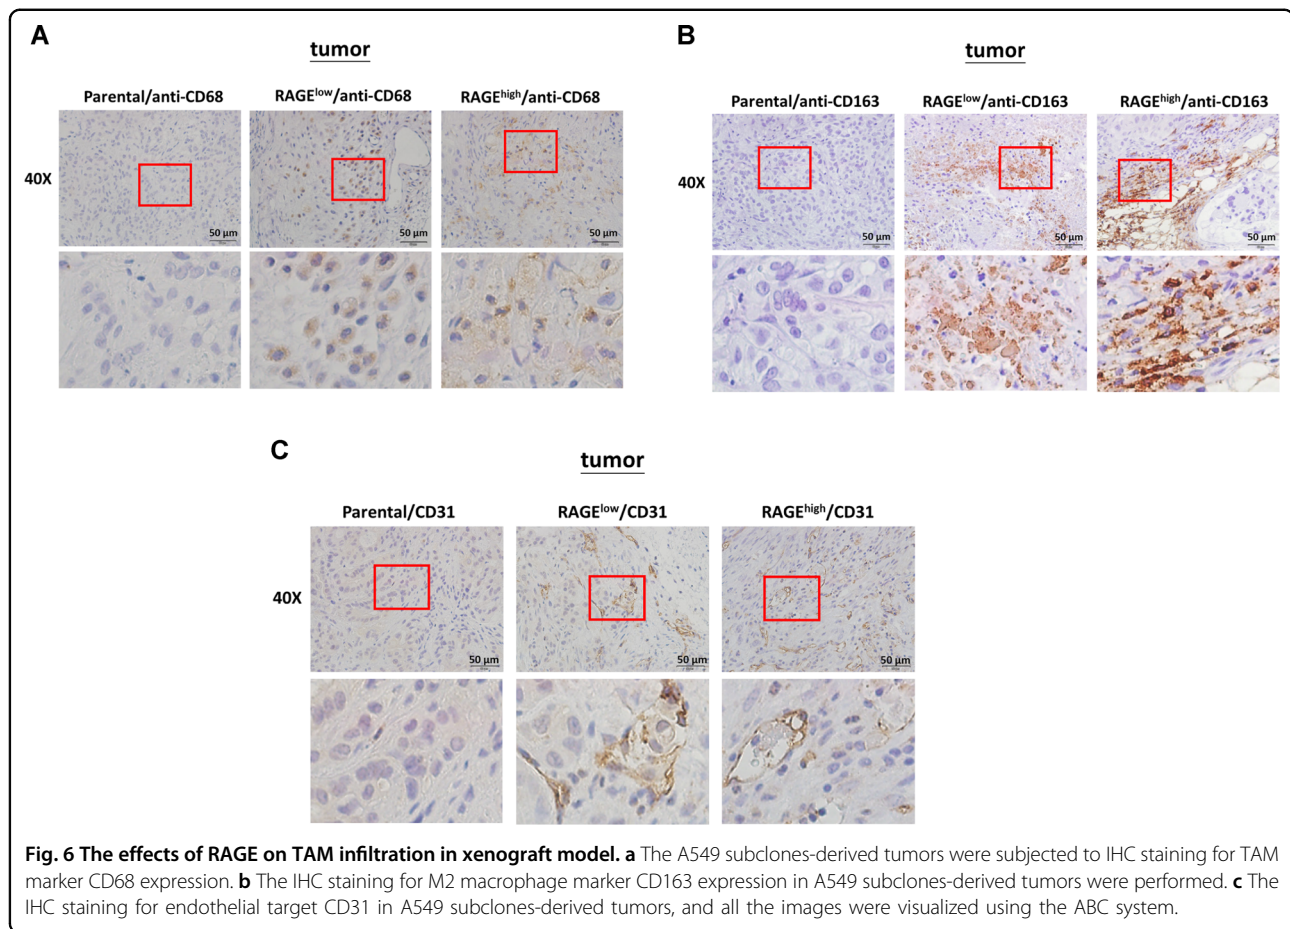 A
tumor
Parental/anti-CD68 RAGElow/anti-CD68 RAGEhigh/anti-CD68
40X
50 µm 50 µm 50 µm
B
tumor
Parental/anti-CD163 RAGElow/anti-CD163 RAGEhigh/anti-CD163
40X
50 µm 50 µm 50 µm
C
tumor
Parental/CD31 RAGElow/CD31 RAGEhigh/CD31
40X
50 µm 50 µm 50 µm
Fig. 6 The effects of RAGE on TAM infiltration in xenograft model. a The A549 subclones-derived tumors were subjected to IHC staining for TAM
marker CD68 expression. b The IHC staining for M2 macrophage marker CD163 expression in A549 subclones-derived tumors were performed. c The
IHC staining for endothelial target CD31 in A549 subclones-derived tumors, and all the images were visualized using the ABC system.